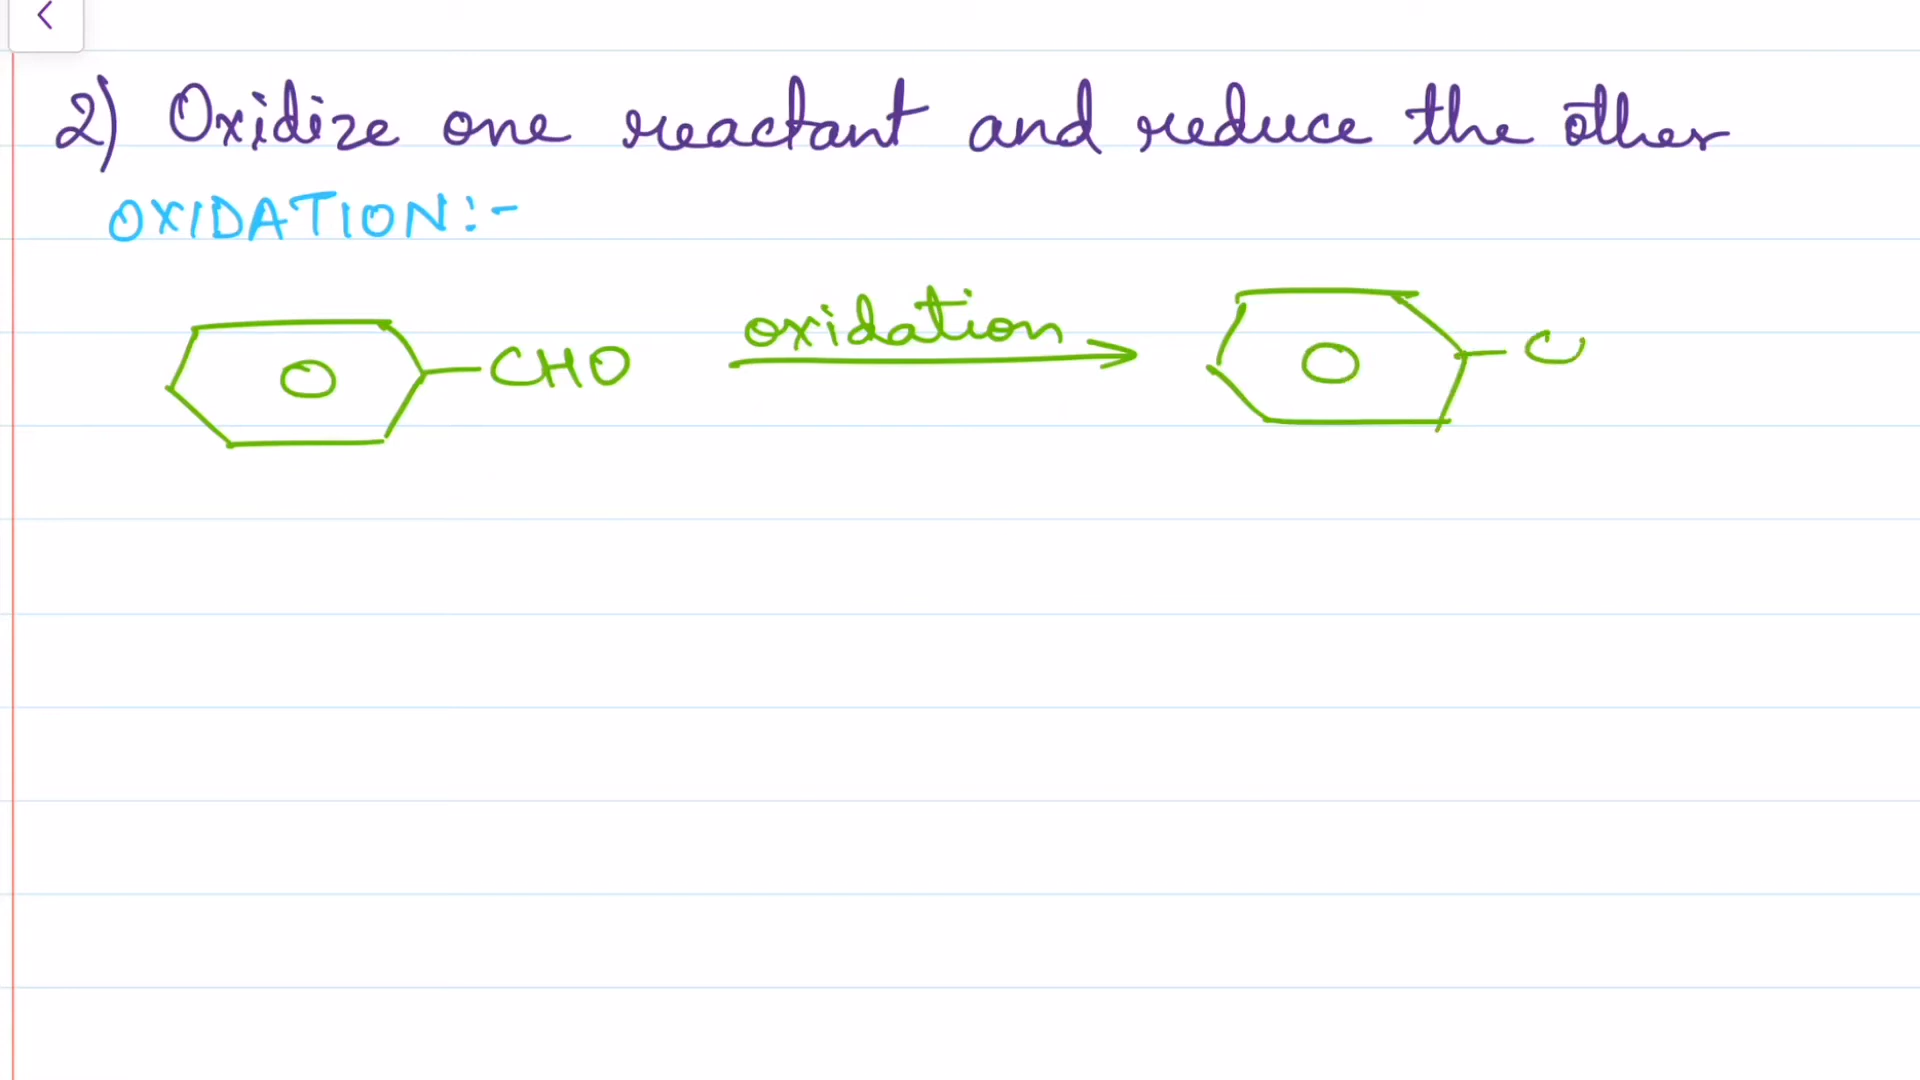 2) Oxidize one reactant and reduce the other
OXIDATION:-
CHO oxidation C